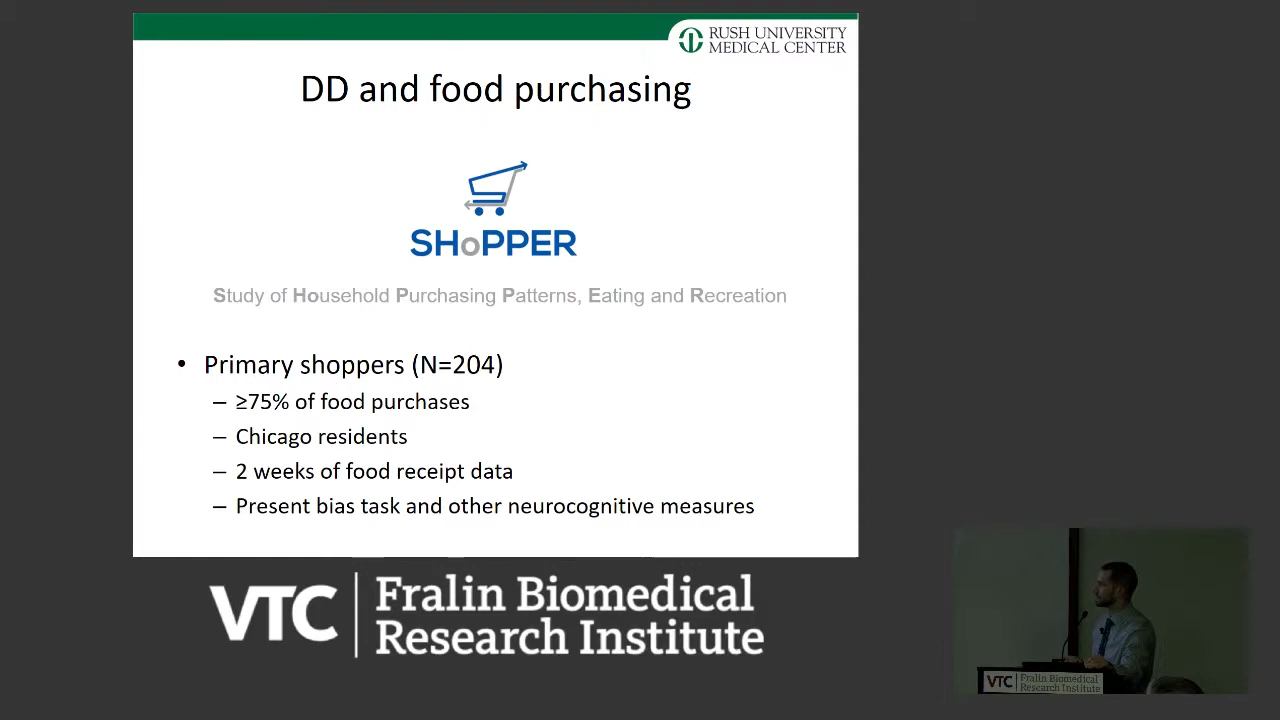 RUSH UNIVERSITY
MEDICAL CENTER
DD and food purchasing
SHoPPER
Study of Household Purchasing Patterns, Eating and Recreation
• Primary shoppers (N=204)
– ≥75% of food purchases
– Chicago residents
– 2 weeks of food receipt data
– Present bias task and other neurocognitive measures
VTC Fralin Biomedical
Research Institute
VTC Fralin Biomedical
Research Institute